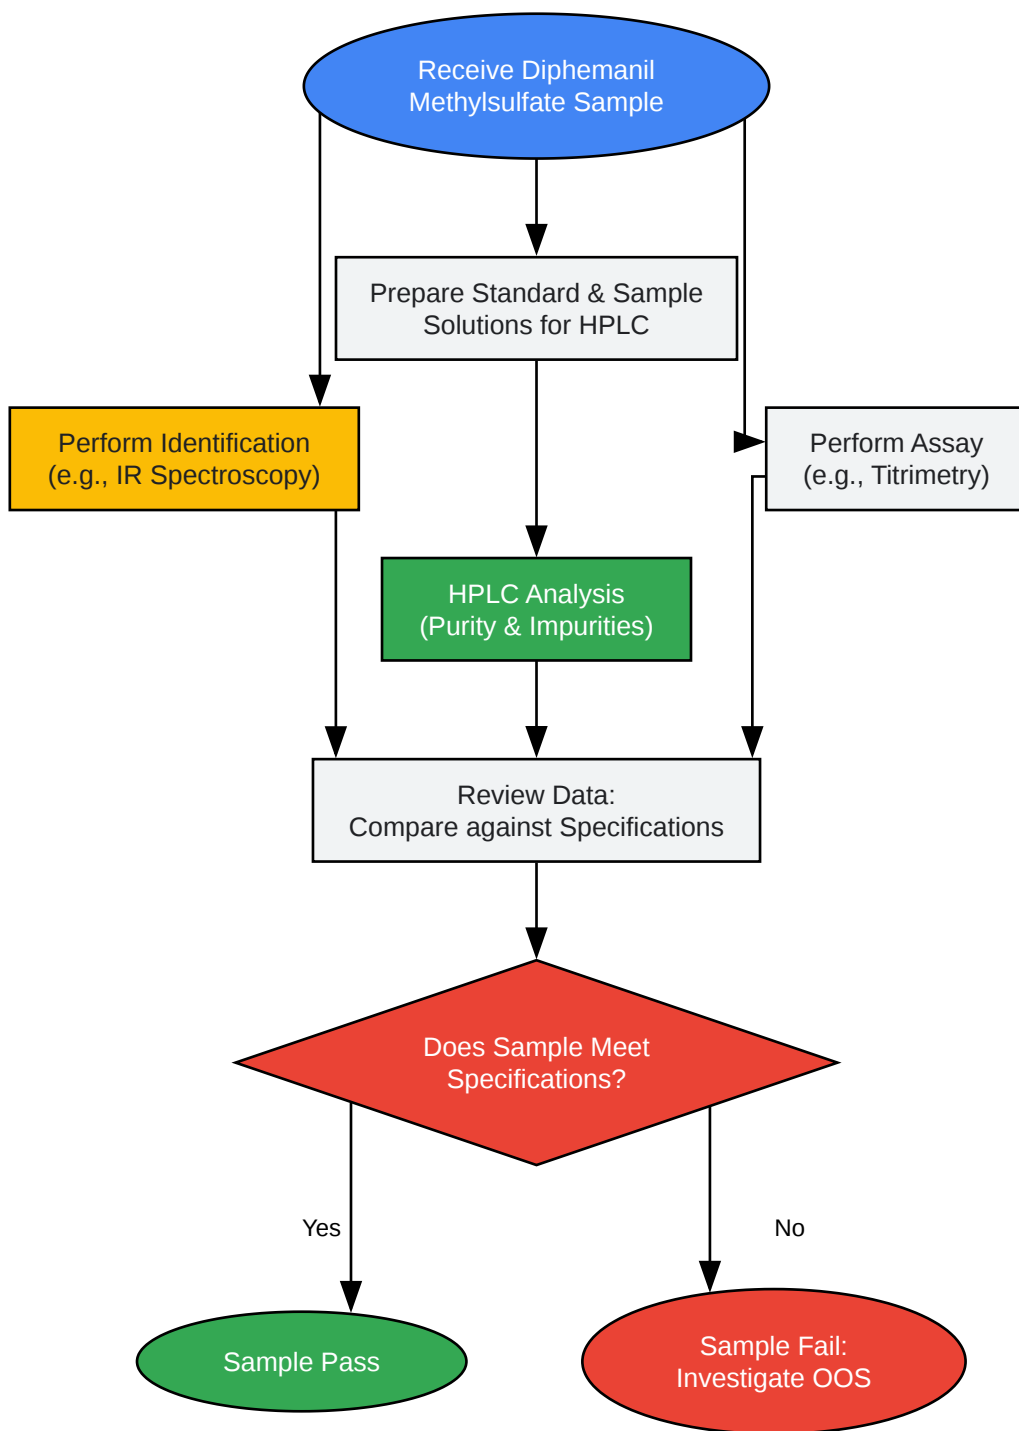 Receive Diphemanil
Methylsulfate Sample
Prepare Standard & Sample
Solutions for HPLC
Perform Identification
(e.g., IR Spectroscopy)
Perform Assay
(e.g., Titrimetry)
HPLC Analysis
(Purity & Impurities)
Review Data:
Compare against Specifications
Does Sample Meet
Specifications?
Yes
No
Sample Pass
Sample Fail:
Investigate OOS